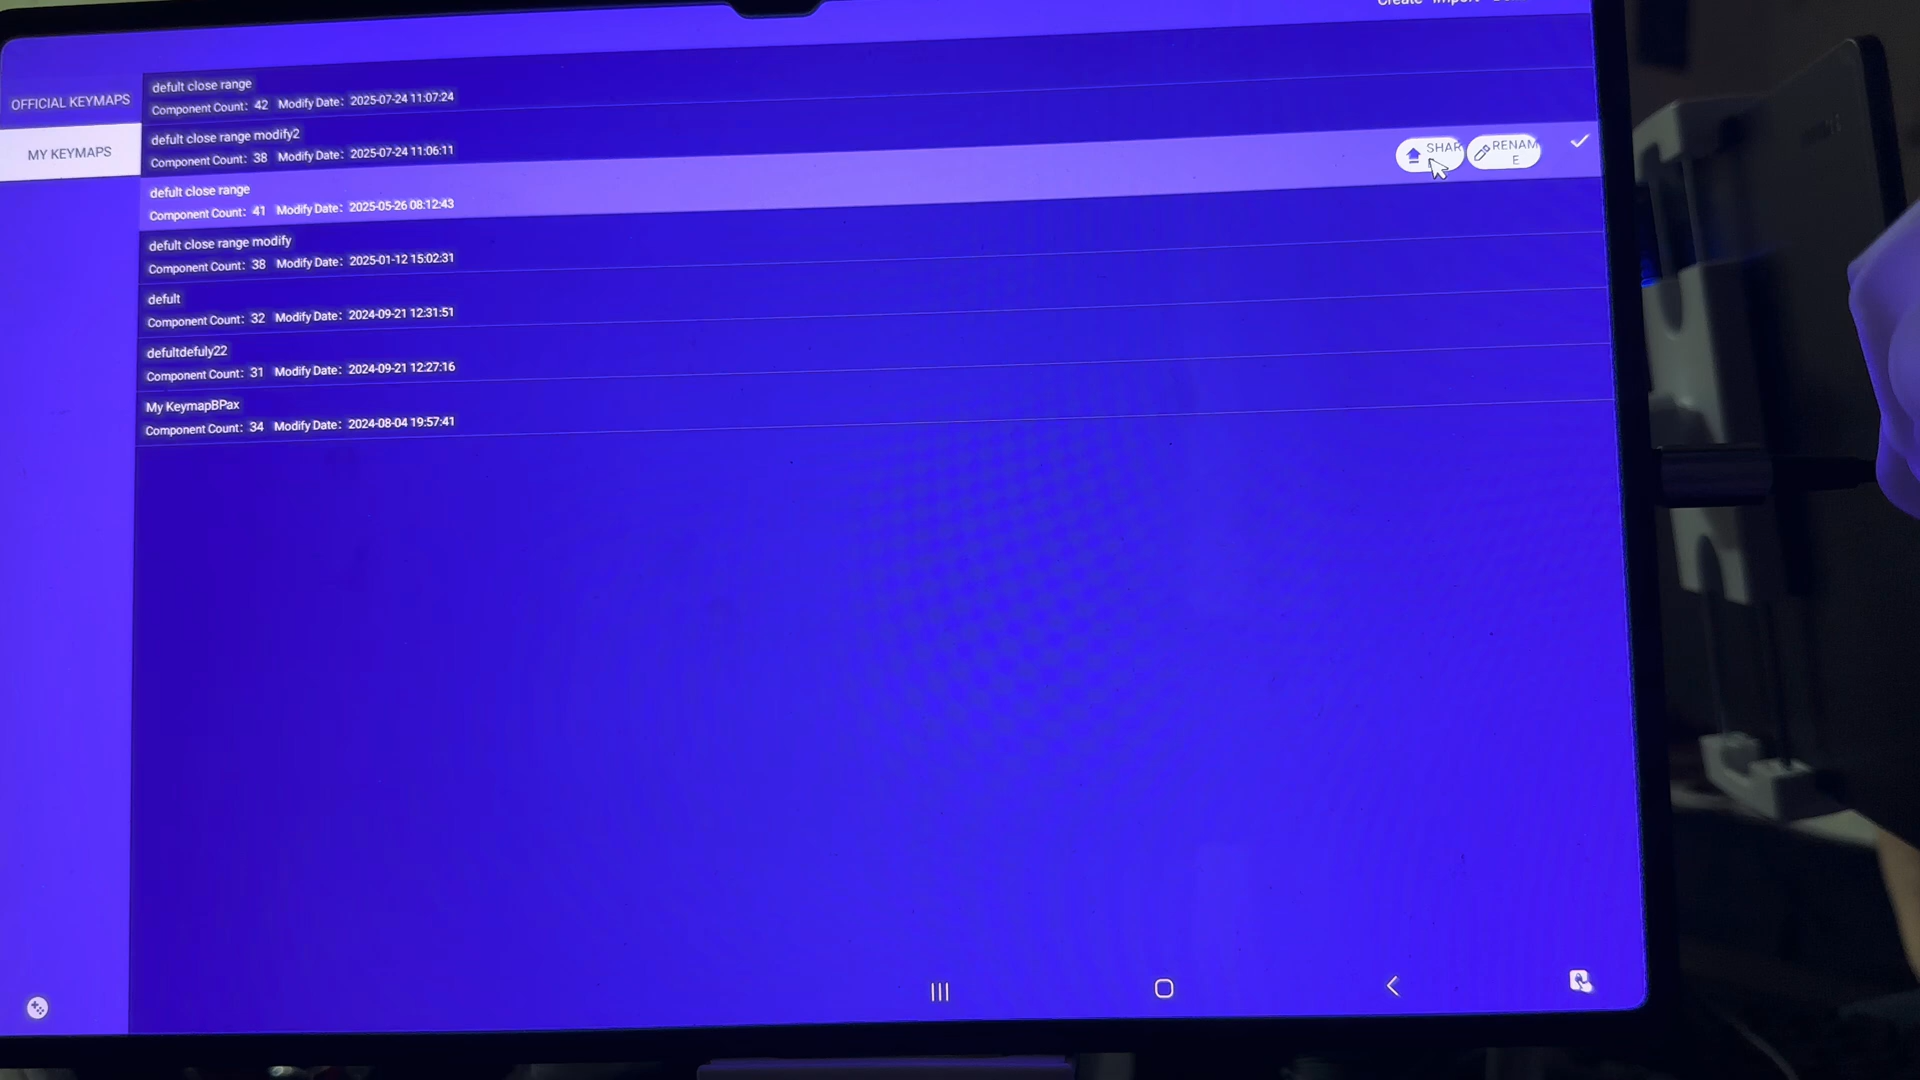 Create Import
OFFICIAL KEYMAPS
MY KEYMAPS
defult close range
Component Count: 42 Modify Date: 2025-07-24 11:07:24
defult close range modify2
Component Count: 38 Modify Date: 2025-07-24 11:06:11
SHAR
RENAM
E
defult close range
Component Count: 41 Modify Date: 2025-05-26 08:12:43
defult close range modify
Component Count: 38 Modify Date: 2025-01-12 15:02:31
defult
Component Count: 32 Modify Date: 2024-09-21 12:31:51
defultdefuly22
Component Count: 31 Modify Date: 2024-09-21 12:27:16
My KeymapBPax
Component Count: 34 Modify Date: 2024-08-04 19:57:41